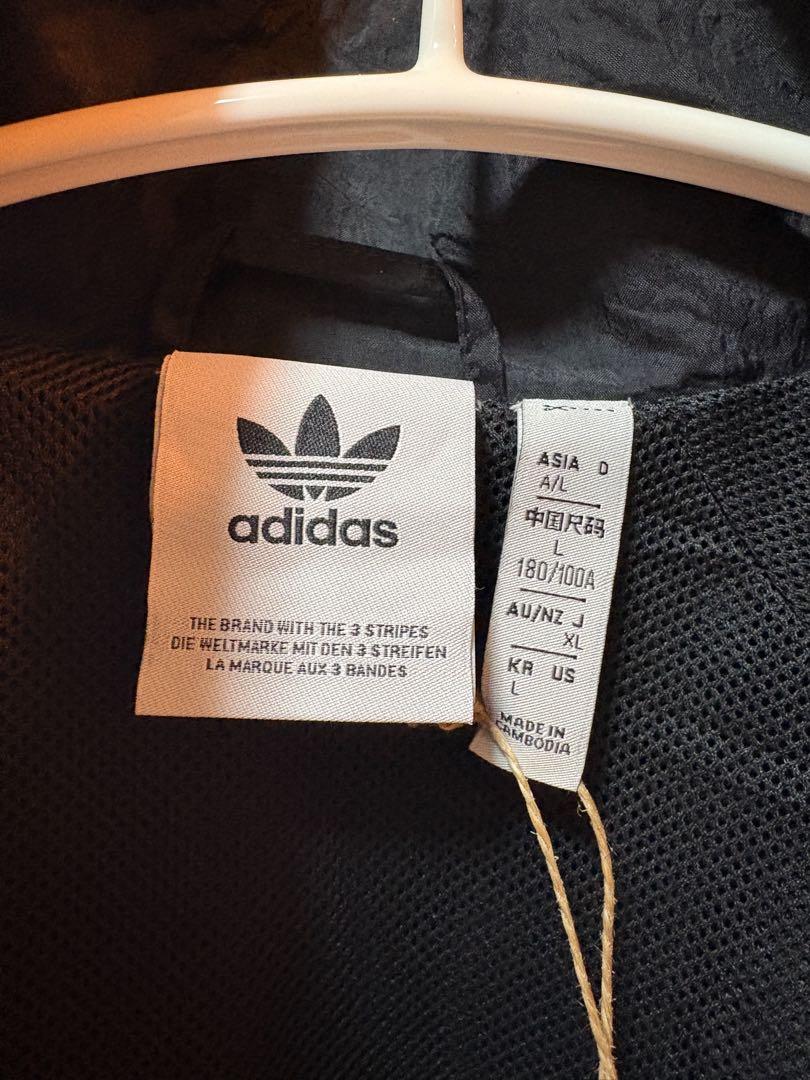 adidas
THE BRAND WITH THE 3 STRIPES
DIE WELTMARKE MIT DEN 3 STREIFEN
LA MARQUE AUX 3 BANDES
ASIA D
A/L
中国尺码
L
180/100A
AU/NZ J
XL
KR US
L
MADE IN
CAMBODIA